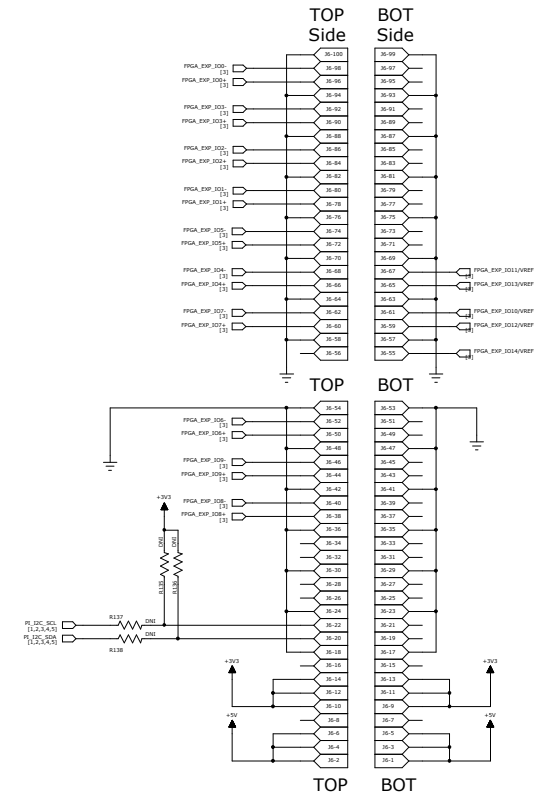 TOP BOT
Side Side
J6-100 J6-99
FPGA_EXP_IO0- [3] J6-98 J6-97
FPGA_EXP_IO0+ [3] J6-96 J6-95
J6-94 J6-93
FPGA_EXP_IO3- [3] J6-92 J6-91
FPGA_EXP_IO3+ [3] J6-90 J6-89
J6-88 J6-87
FPGA_EXP_IO2- [3] J6-86 J6-85
FPGA_EXP_IO2+ [3] J6-84 J6-83
J6-82 J6-81
FPGA_EXP_IO1- [3] J6-80 J6-79
FPGA_EXP_IO1+ [3] J6-78 J6-77
J6-76 J6-75
FPGA_EXP_IO5- [3] J6-74 J6-73
FPGA_EXP_IO5+ [3] J6-72 J6-71
J6-70 J6-69
FPGA_EXP_IO4- [3] J6-68 J6-67 FPGA_EXP_IO11/VREF
FPGA_EXP_IO4+ [3] J6-66 J6-65 FPGA_EXP_IO13/VREF
J6-64 J6-63
FPGA_EXP_IO7- [3] J6-62 J6-61 FPGA_EXP_IO10/VREF
FPGA_EXP_IO7+ [3] J6-60 J6-59 FPGA_EXP_IO12/VREF
J6-58 J6-57
J6-56 J6-55 FPGA_EXP_IO14/VREF
TOP BOT
J6-54 J6-53
FPGA_EXP_IO6- [3] J6-52 J6-51
FPGA_EXP_IO6+ [3] J6-50 J6-49
J6-48 J6-47
FPGA_EXP_IO9- [3] J6-46 J6-45
FPGA_EXP_IO9+ [3] J6-44 J6-43
J6-42 J6-41
+3V3
FPGA_EXP_IO8- [3] J6-40 J6-39
FPGA_EXP_IO8+ [3] J6-38 J6-37
J6-36 J6-35
DNI DNI
J6-34 J6-33
J6-32 J6-31
J6-30 J6-29
R135 R136
J6-28 J6-27
J6-26 J6-25
J6-24 J6-23
R137
PI_I2C_SCL [1,2,3,4,5] DNI J6-22 J6-21
PI_I2C_SDA [1,2,3,4,5] DNI J6-20 J6-19
R138
J6-18 J6-17
+3V3 J6-16 J6-15 +3V3
J6-14 J6-13
J6-12 J6-11
J6-10 J6-9
+5V J6-8 J6-7 +5V
J6-6 J6-5
J6-4 J6-3
J6-2 J6-1
TOP BOT